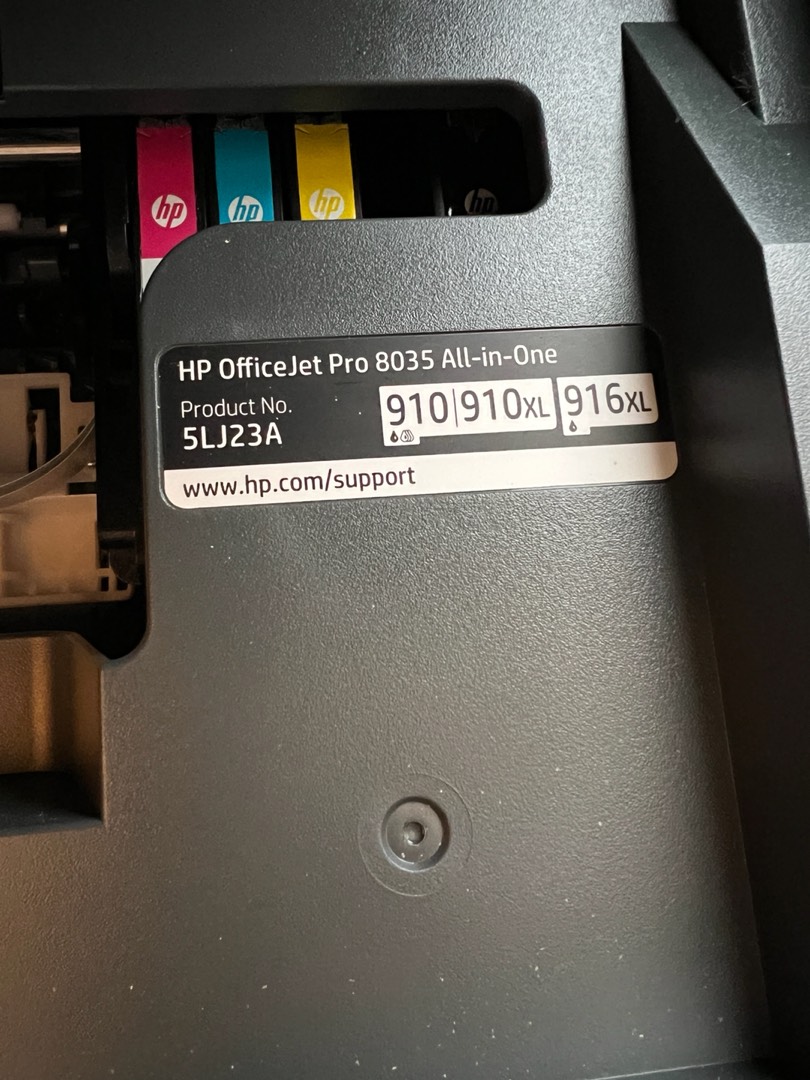 hp
hp
hp
hp
HP OfficeJet Pro 8035 All-in-One
Product No.
5LJ23A
910|910XL
916XL
www.hp.com/support